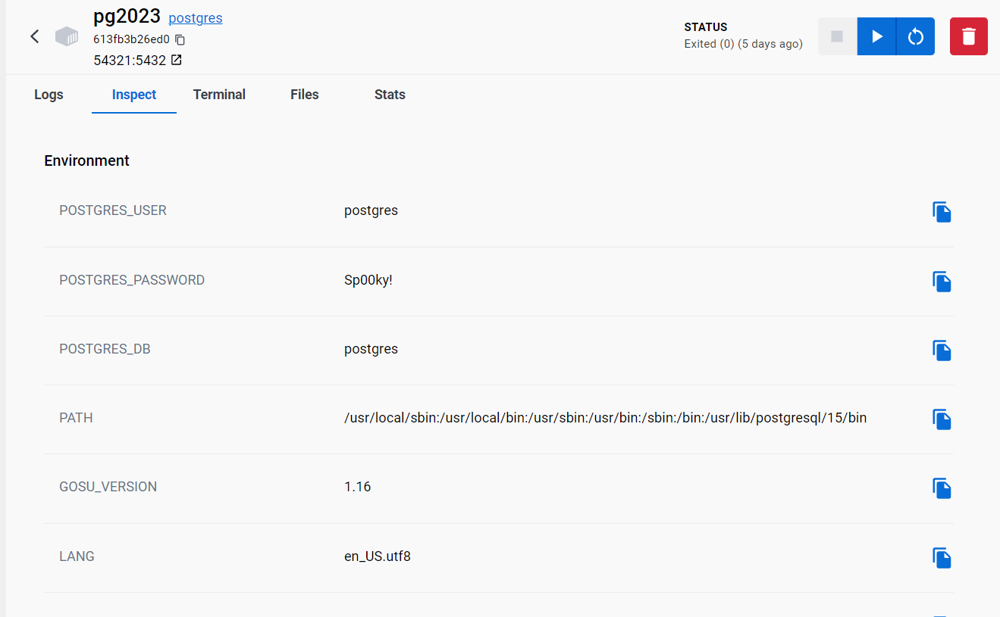 pg2023 postgres
613fb3b26ed0
54321:5432
STATUS
Exited (0) (5 days ago)
Logs Inspect Terminal Files Stats
Environment
POSTGRES_USER postgres
POSTGRES_PASSWORD Sp00ky!
POSTGRES_DB postgres
PATH /usr/local/sbin:/usr/local/bin:/usr/sbin:/usr/bin:/sbin:/bin:/usr/lib/postgresql/15/bin
GOSU_VERSION 1.16
LANG en_US.utf8